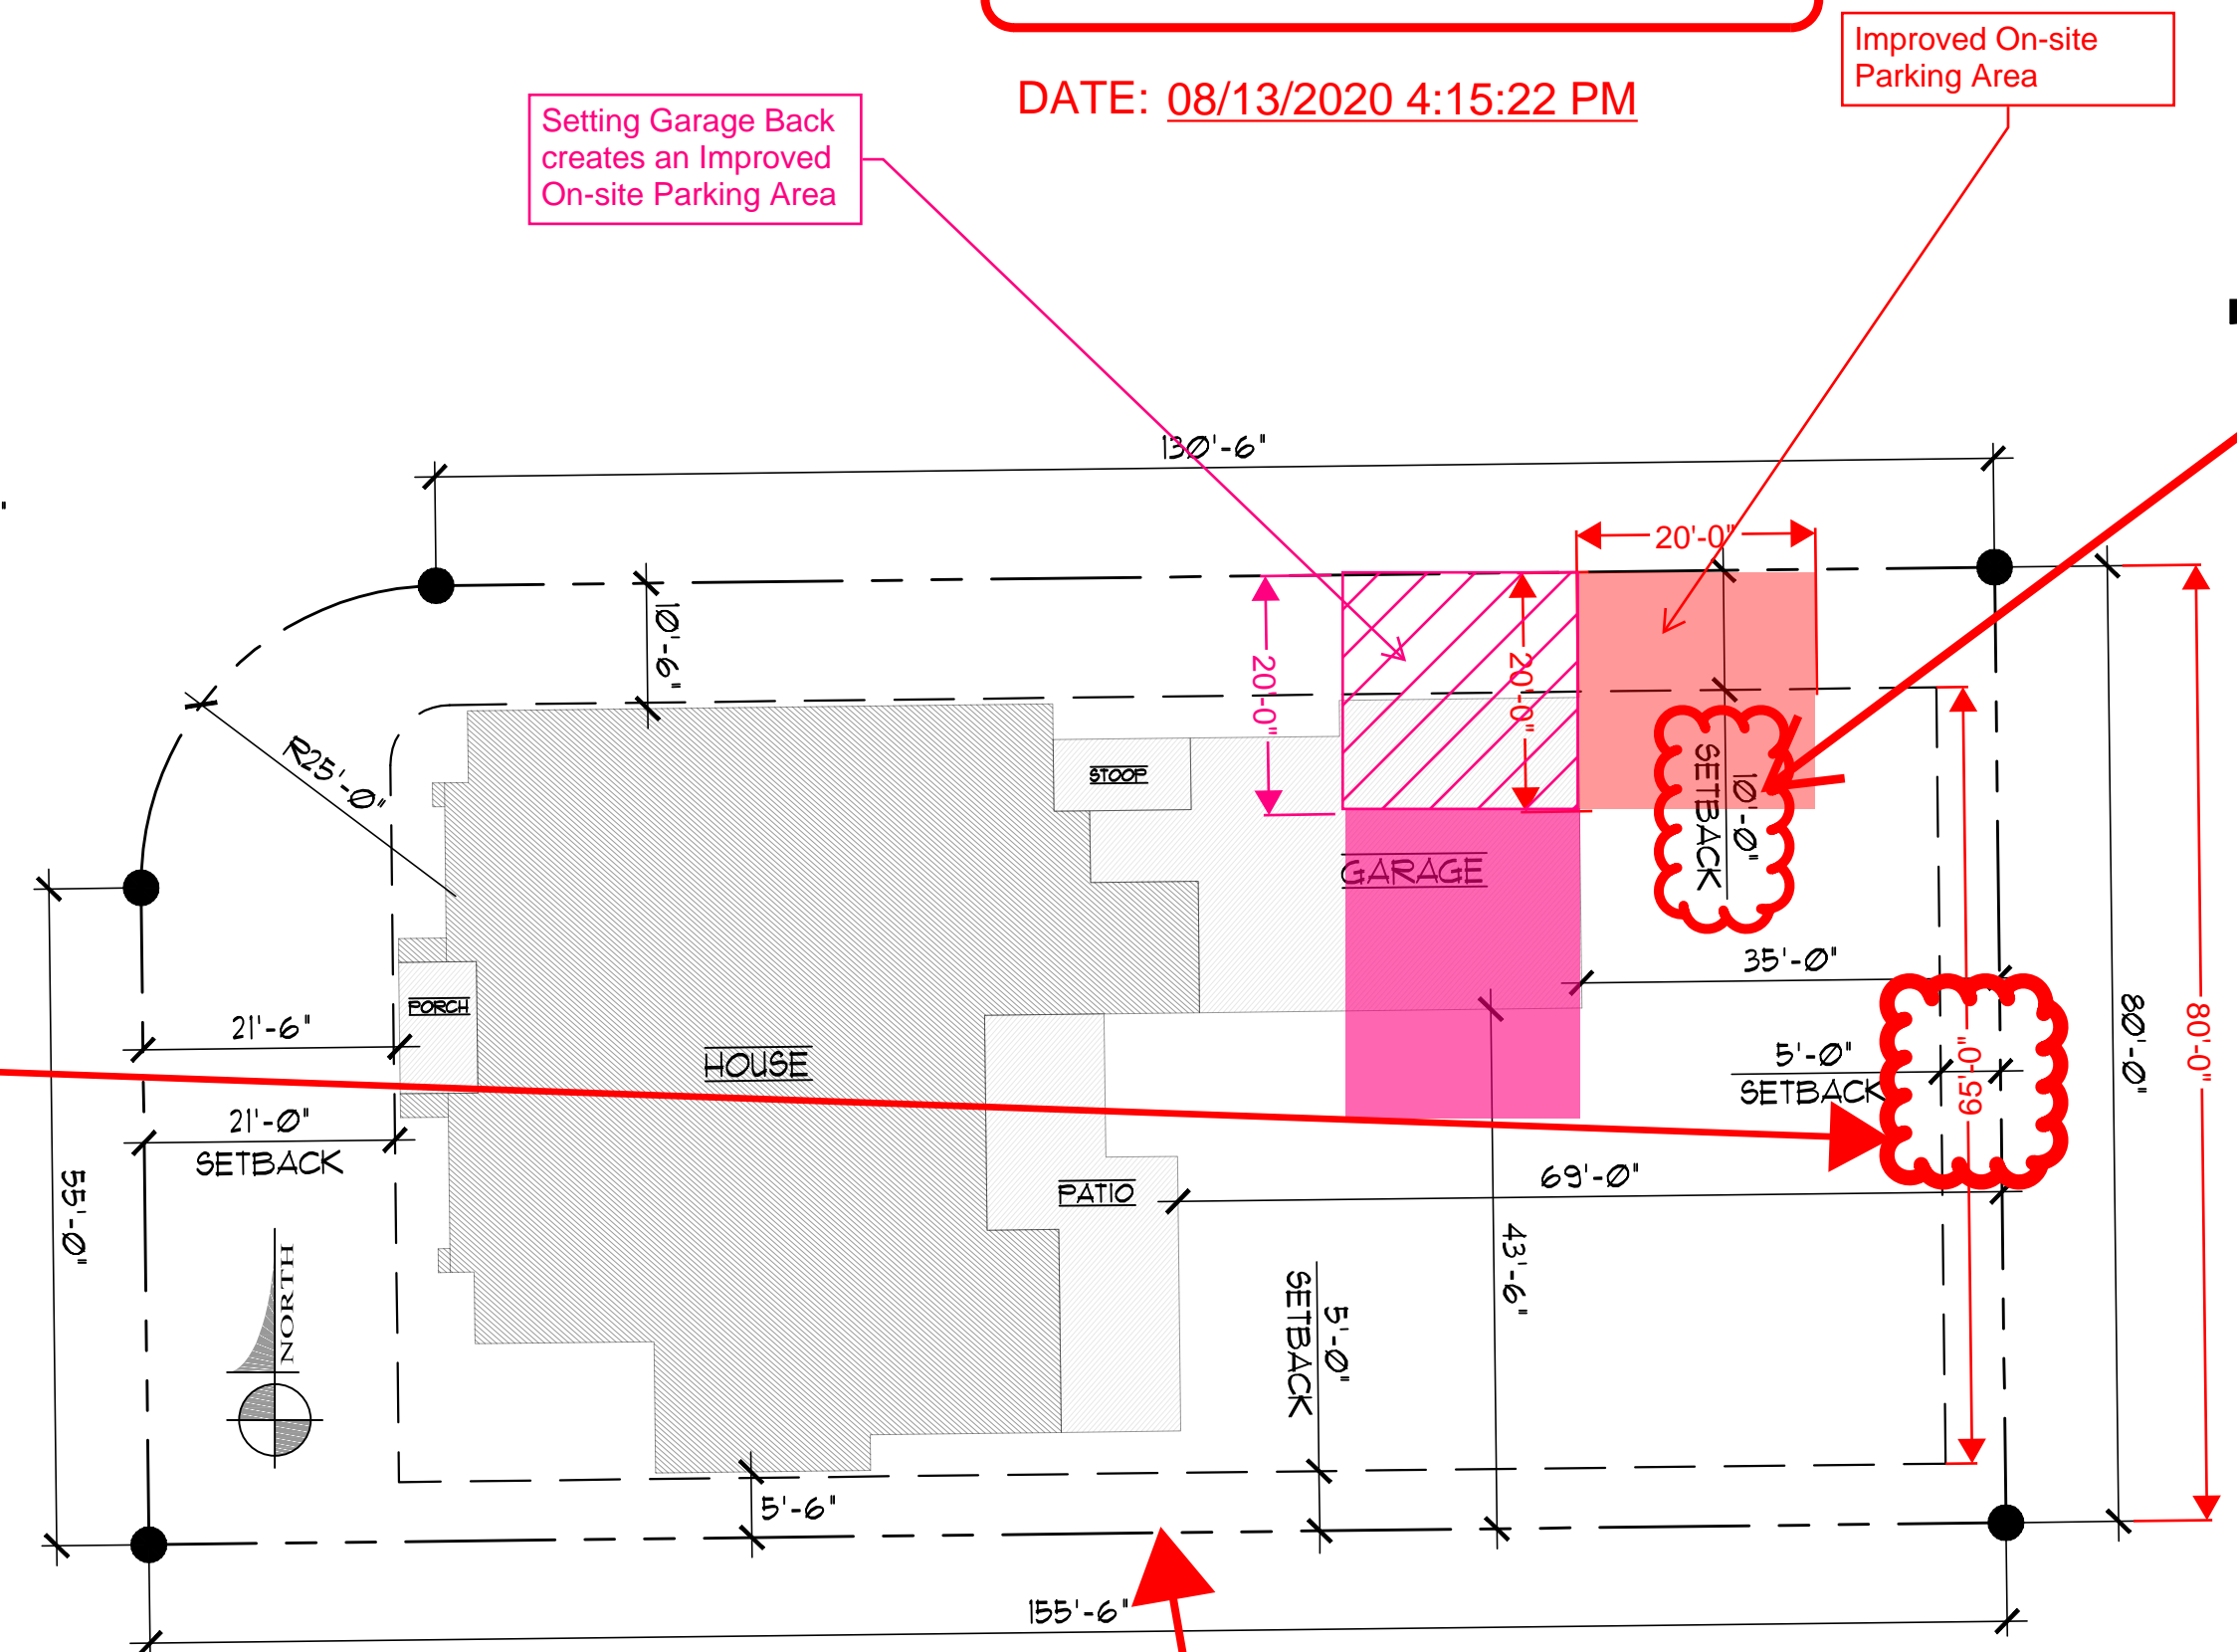 Improved On-site
Parking Area
DATE: 08/13/2020 4:15:22 PM
Setting Garage Back
creates an Improved
On-site Parking Area
130'-6"
20'-0"
10'-6"
20'-0"
20'-0"
R25'-0"
STOOP
10'-0"
SETBACK
GARAGE
35'-0"
PORCH
21'-6"
HOUSE
5'-0"
SETBACK
65'-0"
80'-0"
80'-0"
21'-0"
SETBACK
55'-0"
PATIO
69'-0"
43'-6"
NORTH
5'-0"
SETBACK
5'-6"
155'-6"